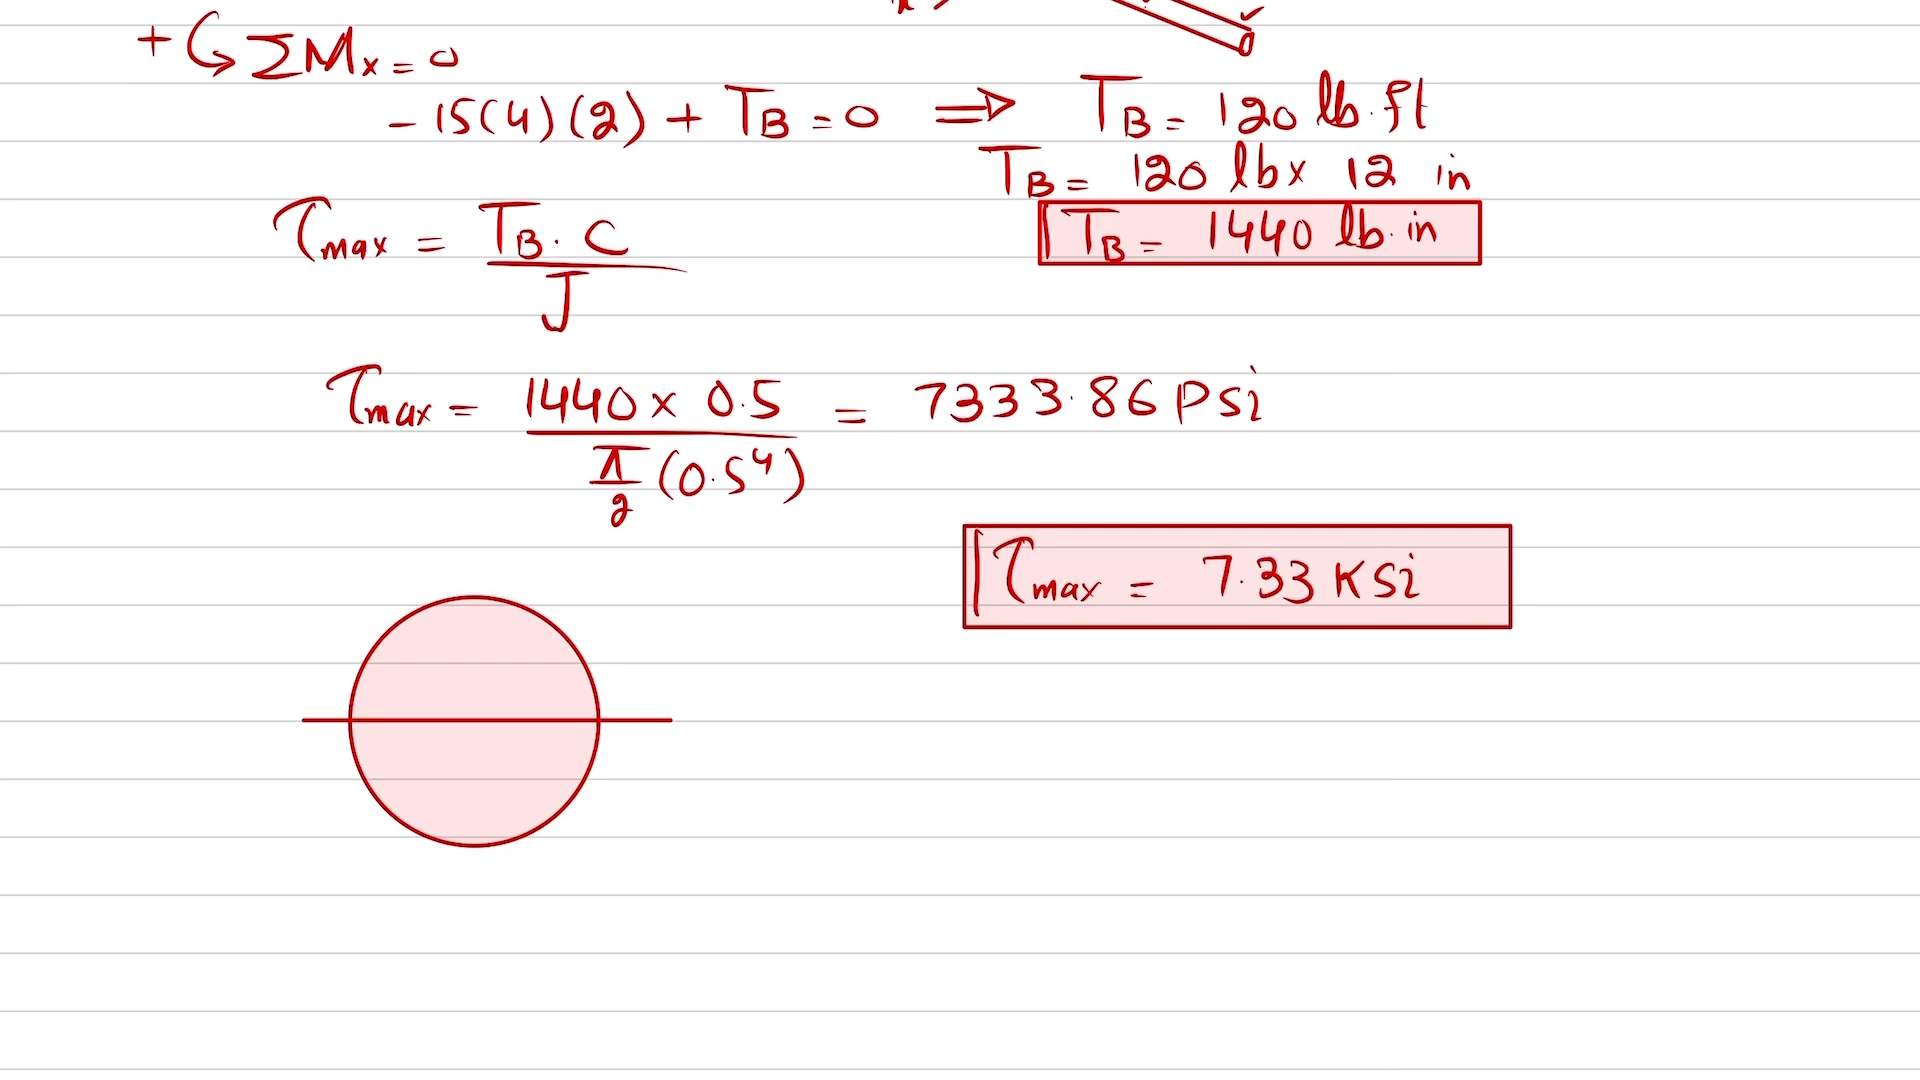 + ΣMx = 0
- 15(4)(2) + TB = 0 ⇒ TB = 120 lb.ft
TB = 120 lb x 12 in
TB = 1440 lb.in
τmax = TB . C / J
τmax = 1440 x 0.5 / π/2 (0.5⁴) = 7333.86 Psi
τmax = 7.33 Ksi